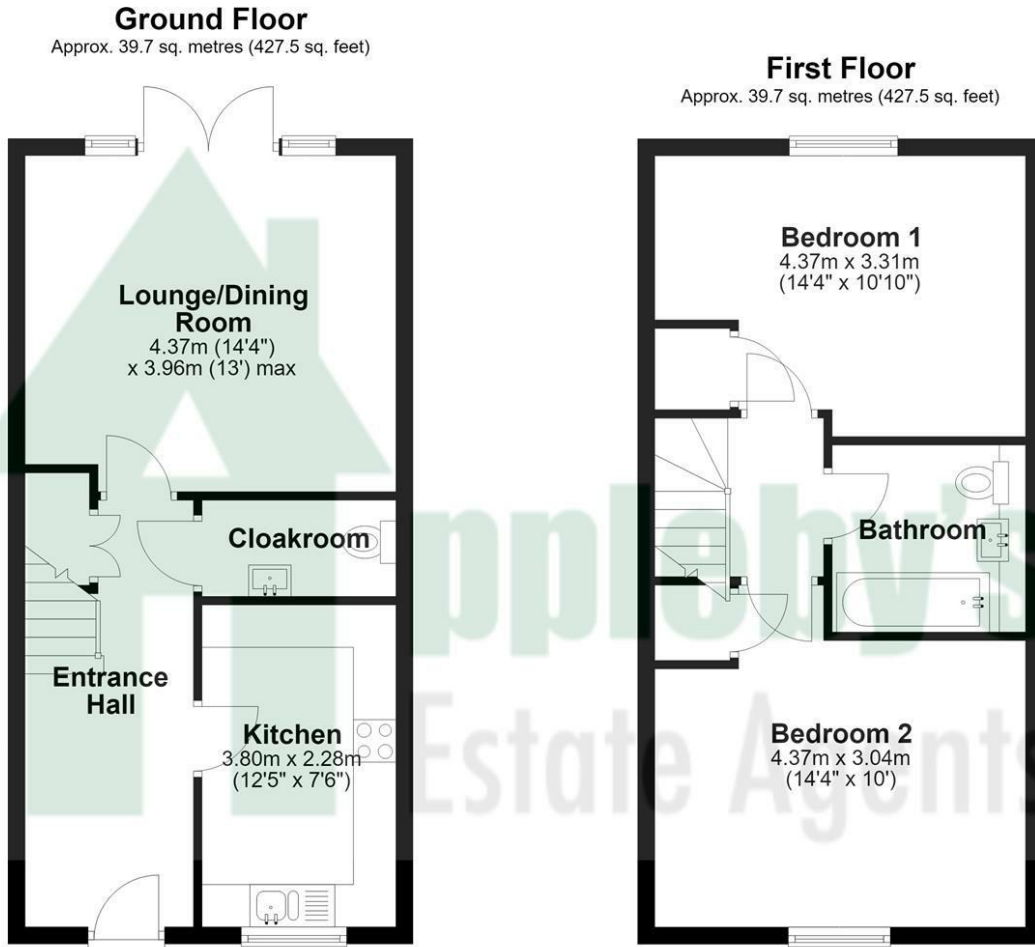 Ground Floor
Approx. 39.7 sq. metres (427.5 sq. feet)
Lounge/Dining
Room
4.37m (14'4")
x 3.96m (13') max
Cloakroom
Entrance
Hall
Kitchen
3.80m x 2.28m
(12'5" x 7'6")
First Floor
Approx. 39.7 sq. metres (427.5 sq. feet)
Bedroom 1
4.37m x 3.31m
(14'4" x 10'10")
Bathroom
Bedroom 2
4.37m x 3.04m
(14'4" x 10')
ppleby's
Estate Agents